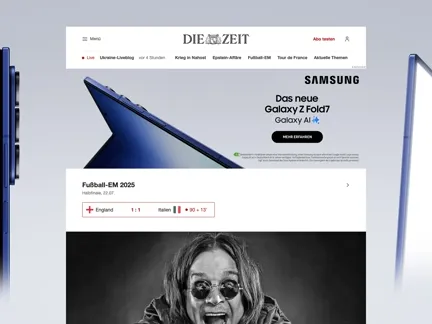 Menü
DIE ZEIT
Abo testen
Live
Ukraine-Liveblog
vor 4 Stunden
Krieg in Nahost
Epstein-Affäre
Fußball-EM
Tour de France
Aktuelle Themen
SAMSUNG
Das neue
Galaxy Z Fold7
Galaxy AI
MEHR ERFAHREN
Fußball-EM 2025
Halbfinale, 22.07.
England 1 : 1 Italien 90 + 13'